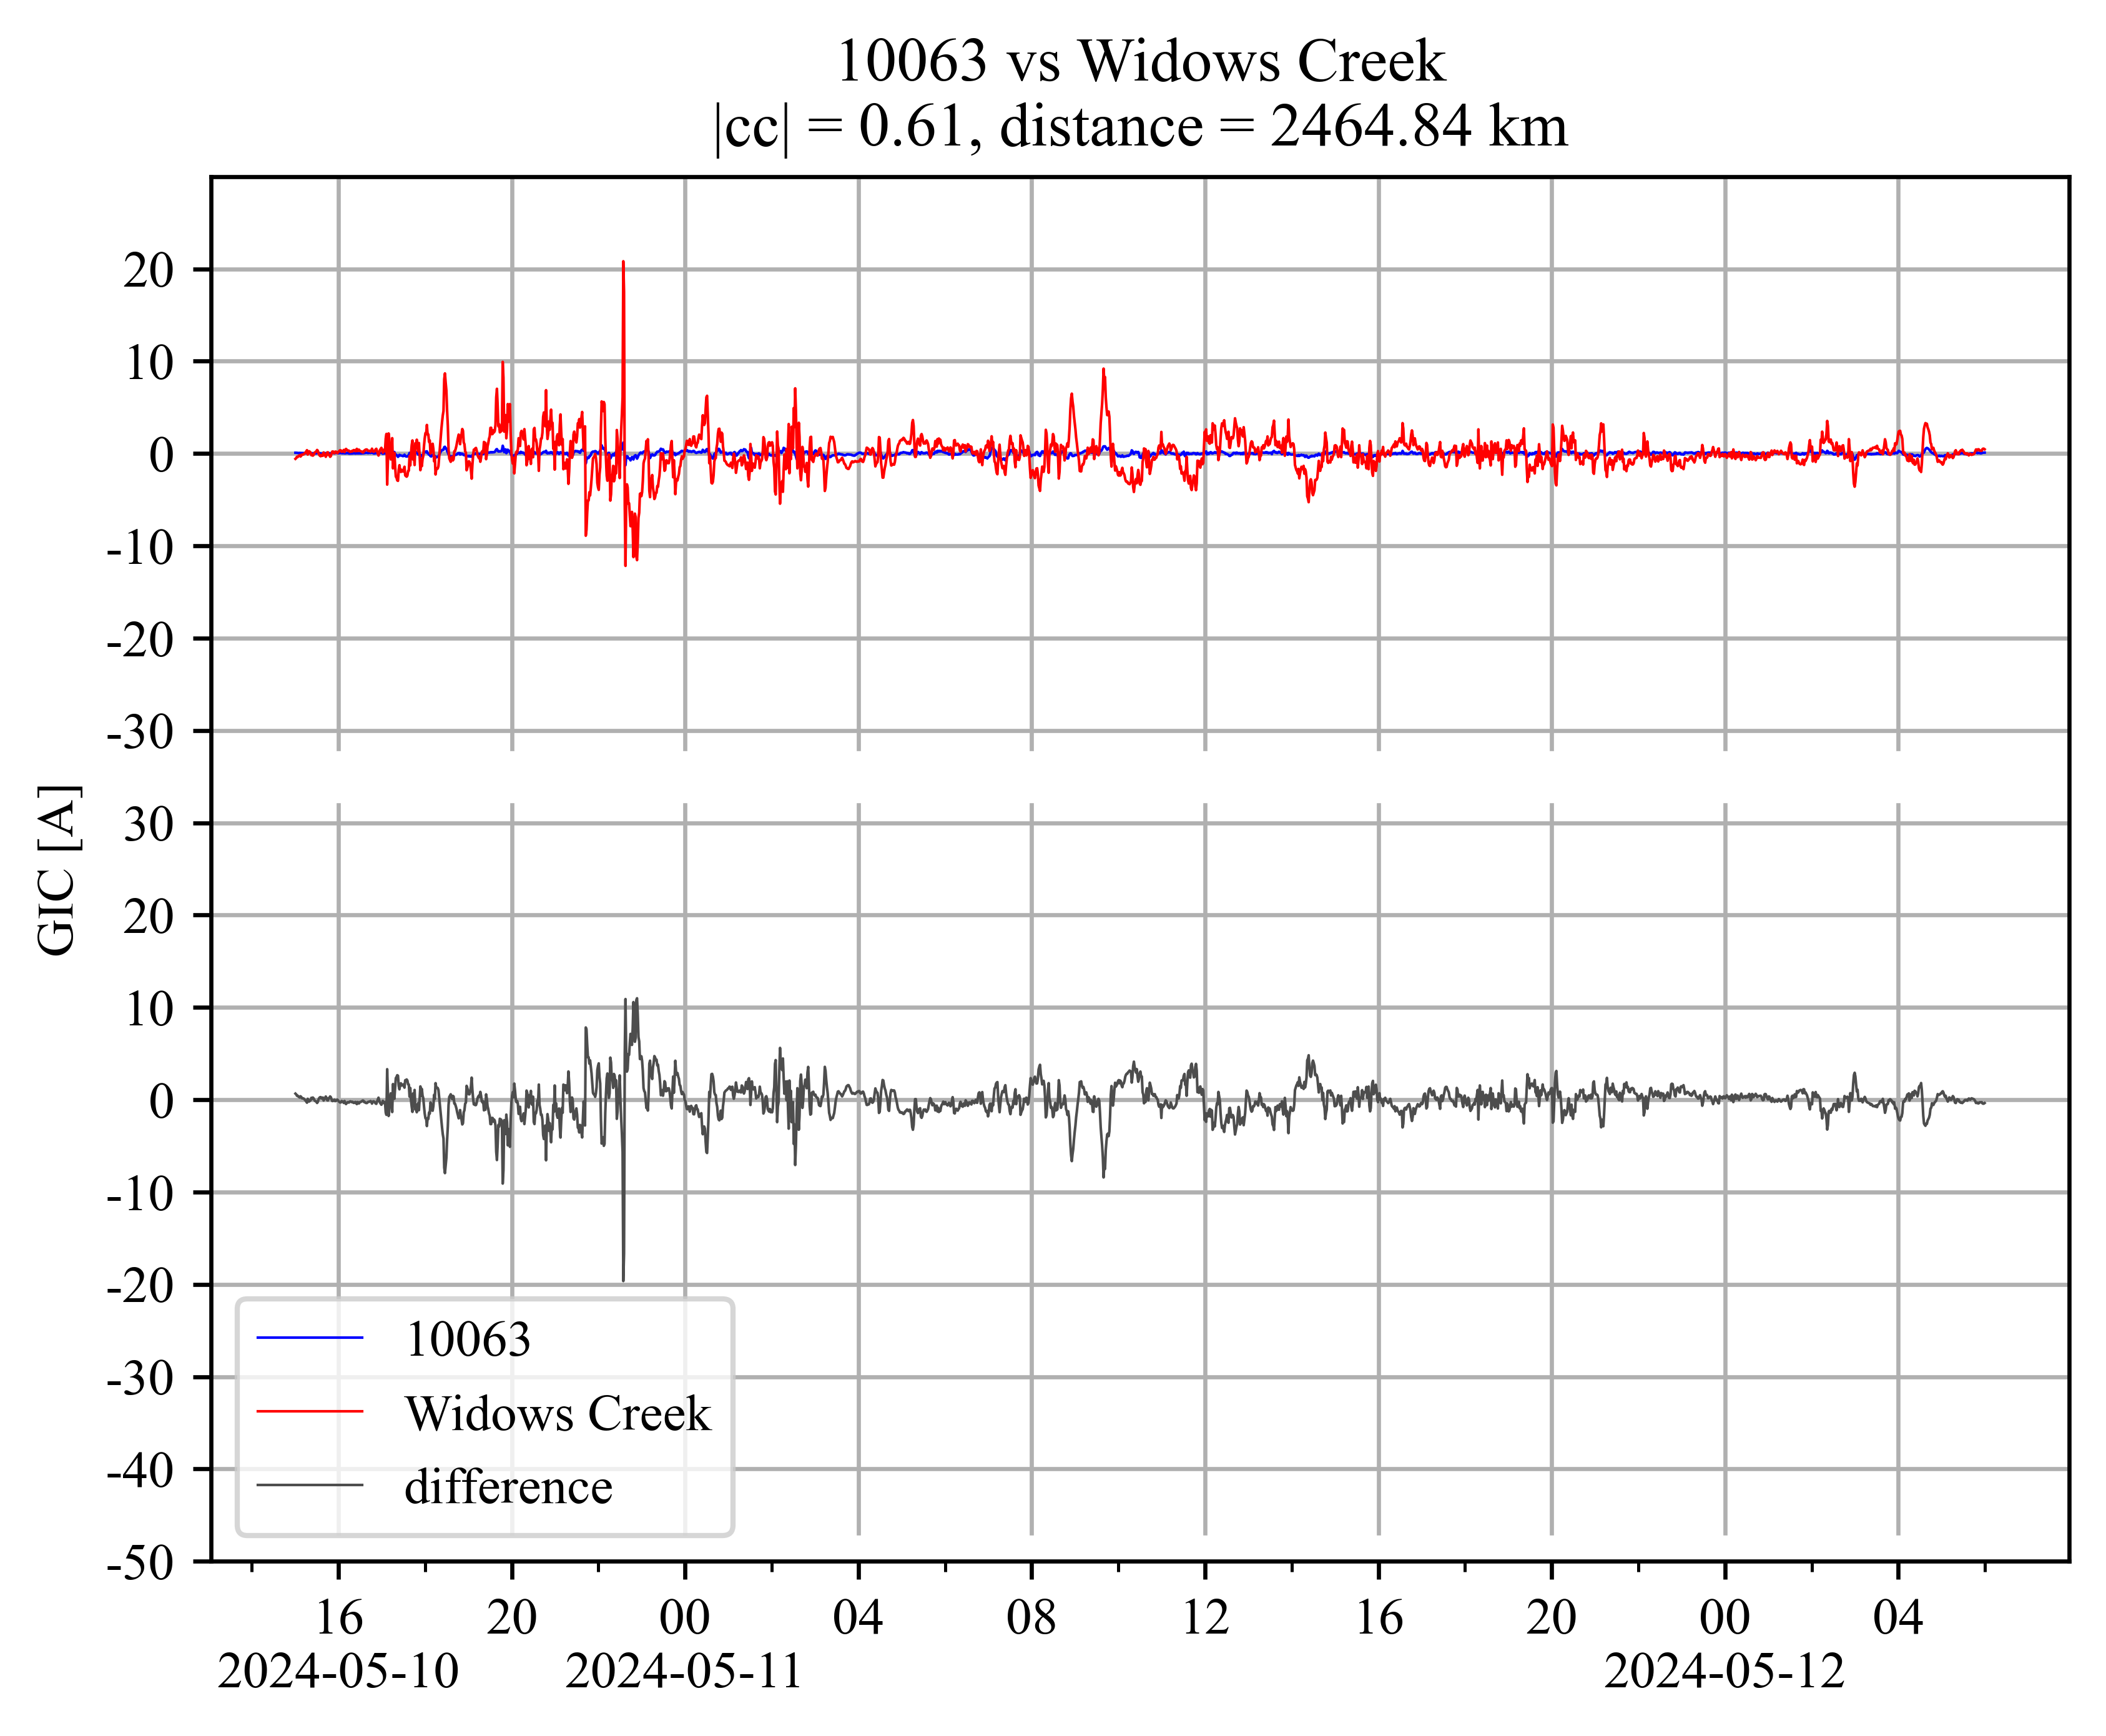 10063 vs Widows Creek
|cc| = 0.61, distance = 2464.84 km
20
10
0
-10
-20
-30
30
20
10
0
-10
-20
-30
-40
-50
GIC [A]
10063
Widows Creek
difference
16 20 00 04 08 12 16 20 00 04
2024-05-10 2024-05-11 2024-05-12